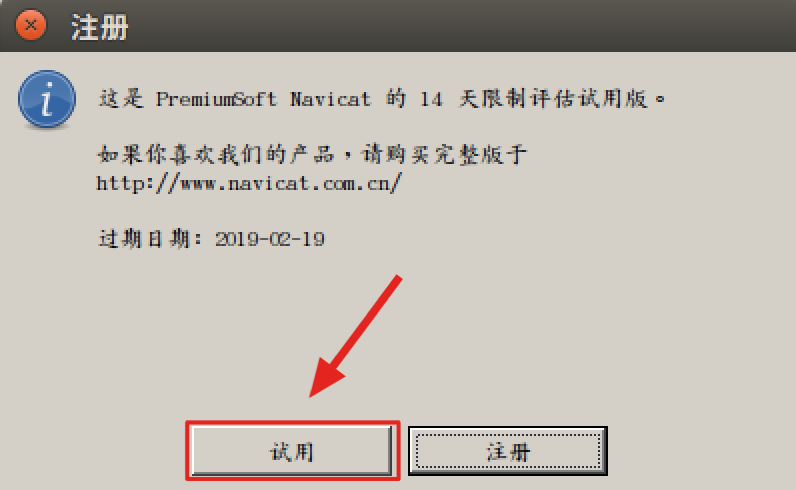 注册
这是 PremiumSoft Navicat 的 14 天限制评估试用版。
如果你喜欢我们的产品，请购买完整版于
http://www.navicat.com.cn/
过期日期: 2019-02-19
试用
注册